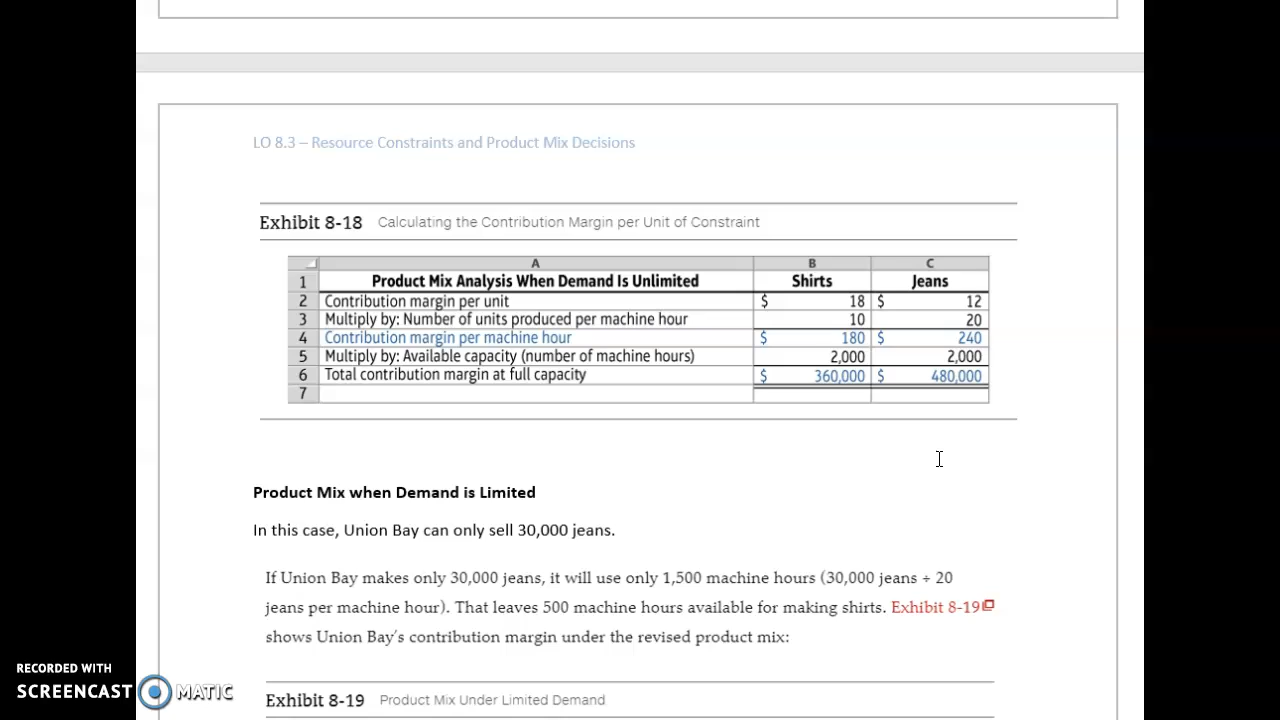 LO 8.3 – Resource Constraints and Product Mix Decisions
Exhibit 8-18 Calculating the Contribution Margin per Unit of Constraint
A B C
1 Product Mix Analysis When Demand Is Unlimited Shirts Jeans
2 Contribution margin per unit $ 18 $ 12
3 Multiply by: Number of units produced per machine hour 10 20
4 Contribution margin per machine hour $ 180 $ 240
5 Multiply by: Available capacity (number of machine hours) 2,000 2,000
6 Total contribution margin at full capacity $ 360,000 $ 480,000
7
Product Mix when Demand is Limited
In this case, Union Bay can only sell 30,000 jeans.
If Union Bay makes only 30,000 jeans, it will use only 1,500 machine hours (30,000 jeans ÷ 20
jeans per machine hour). That leaves 500 machine hours available for making shirts. Exhibit 8-19
shows Union Bay's contribution margin under the revised product mix:
Exhibit 8-19 Product Mix Under Limited Demand
RECORDED WITH
SCREENCAST MATIC